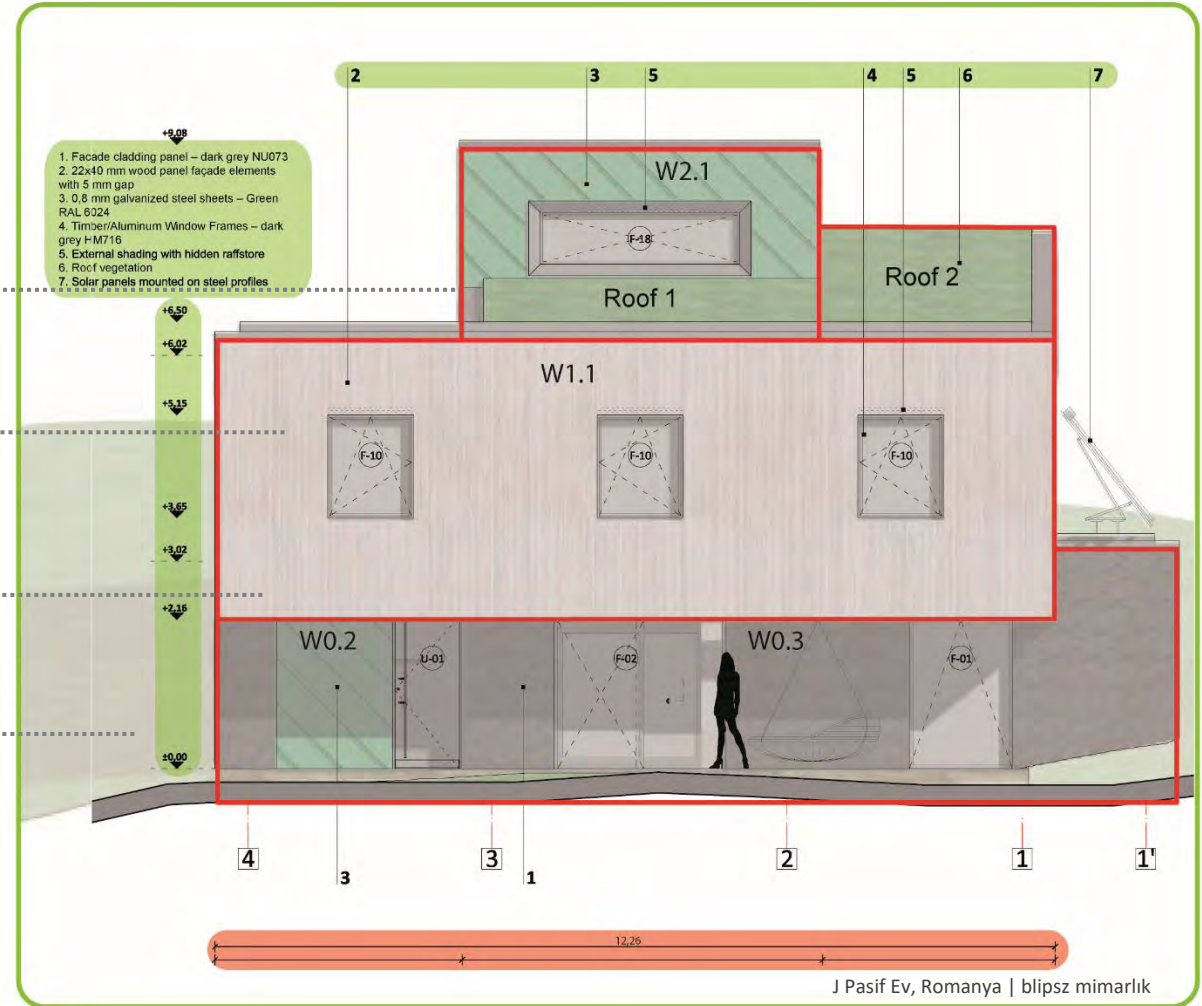 2 3 5 4 5 6 7
+9,08
1. Facade cladding panel – dark grey NU073
2. 22x40 mm wood panel façade elements
with 5 mm gap
3. 0,8 mm galvanized steel sheets – Green
RAL 6024
4. Timber/Aluminum Window Frames – dark
grey HM716
5. External shading with hidden raffstore
6. Roof vegetation
7. Solar panels mounted on steel profiles
W2.1
F-18
Roof 1
Roof 2
+6,50
+6,02
W1.1
+5,15
F-10 F-10 F-10
+3,65
+3,02
+2,16
W0.2 W0.3
U-01 F-02 F-01
±0,00
4 3 2 1 1'
3 1
12,26
J Pasif Ev, Romanya | blipsz mimarlık